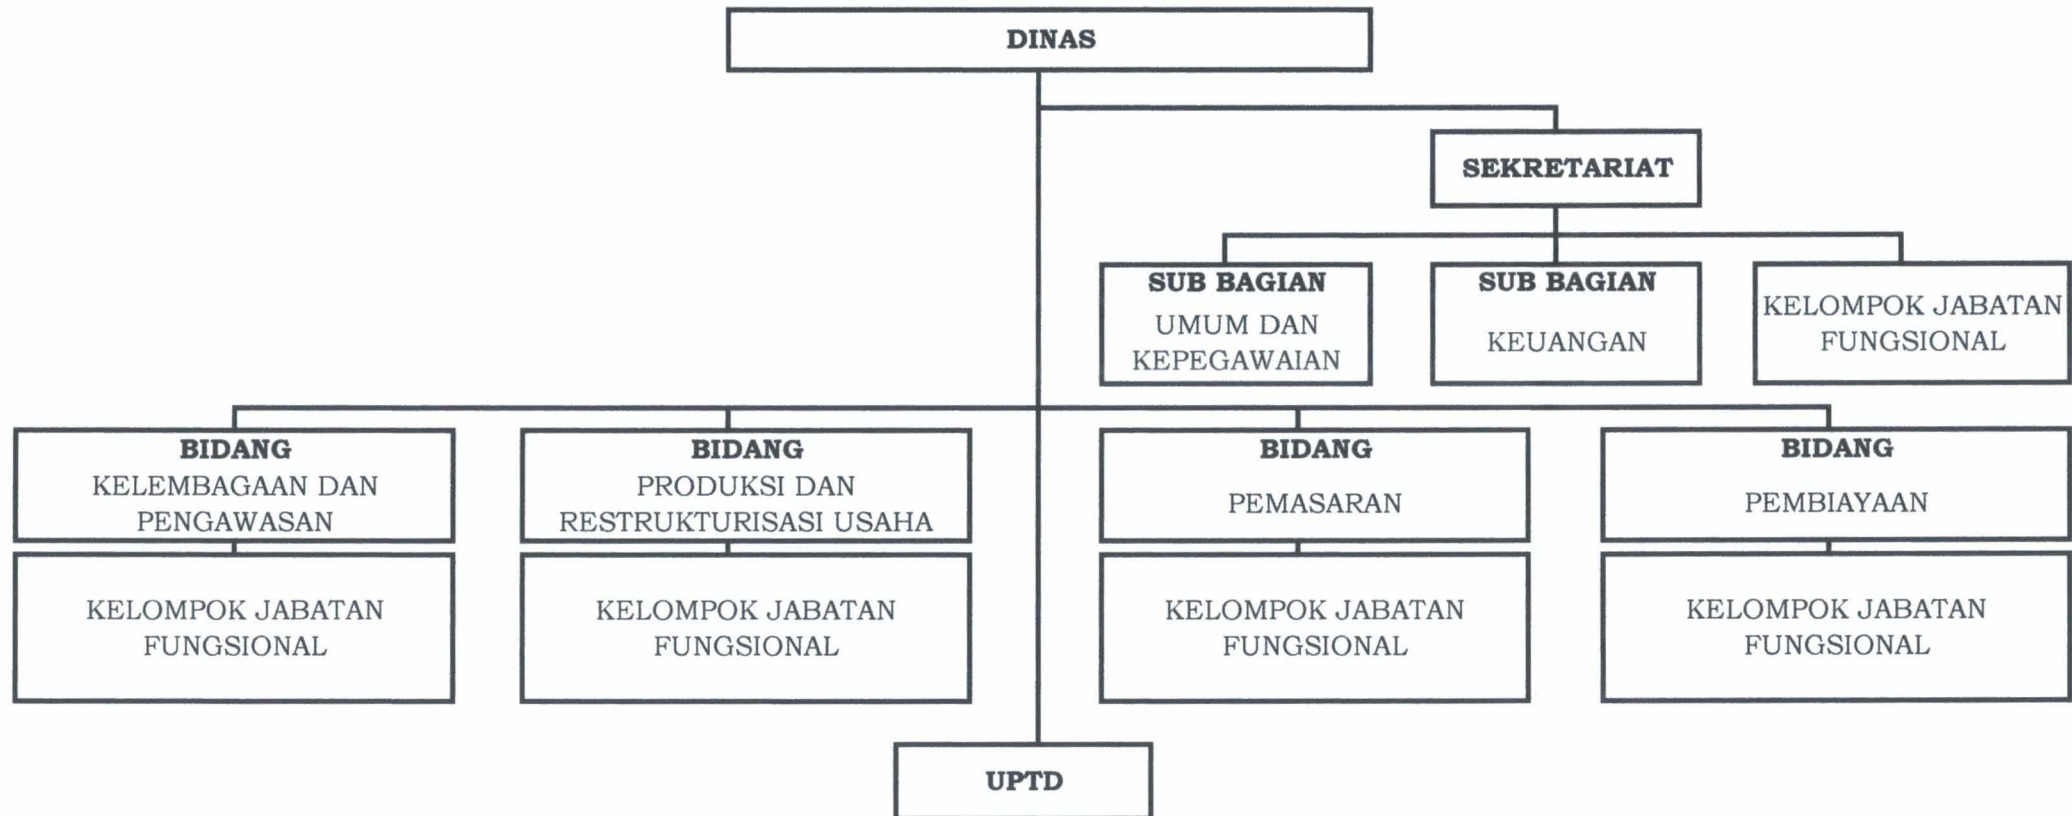 DINAS
SEKRETARIAT
SUB BAGIAN
UMUM DAN
KEPEGAWAIAN
SUB BAGIAN
KEUANGAN
KELOMPOK JABATAN
FUNGSIONAL
BIDANG
KELEMBAGAAN DAN
PENGAWASAN
BIDANG
PRODUKSI DAN
RESTRUKTURISASI USAHA
BIDANG
PEMASARAN
BIDANG
PEMBIAYAAN
KELOMPOK JABATAN
FUNGSIONAL
KELOMPOK JABATAN
FUNGSIONAL
KELOMPOK JABATAN
FUNGSIONAL
KELOMPOK JABATAN
FUNGSIONAL
UPTD